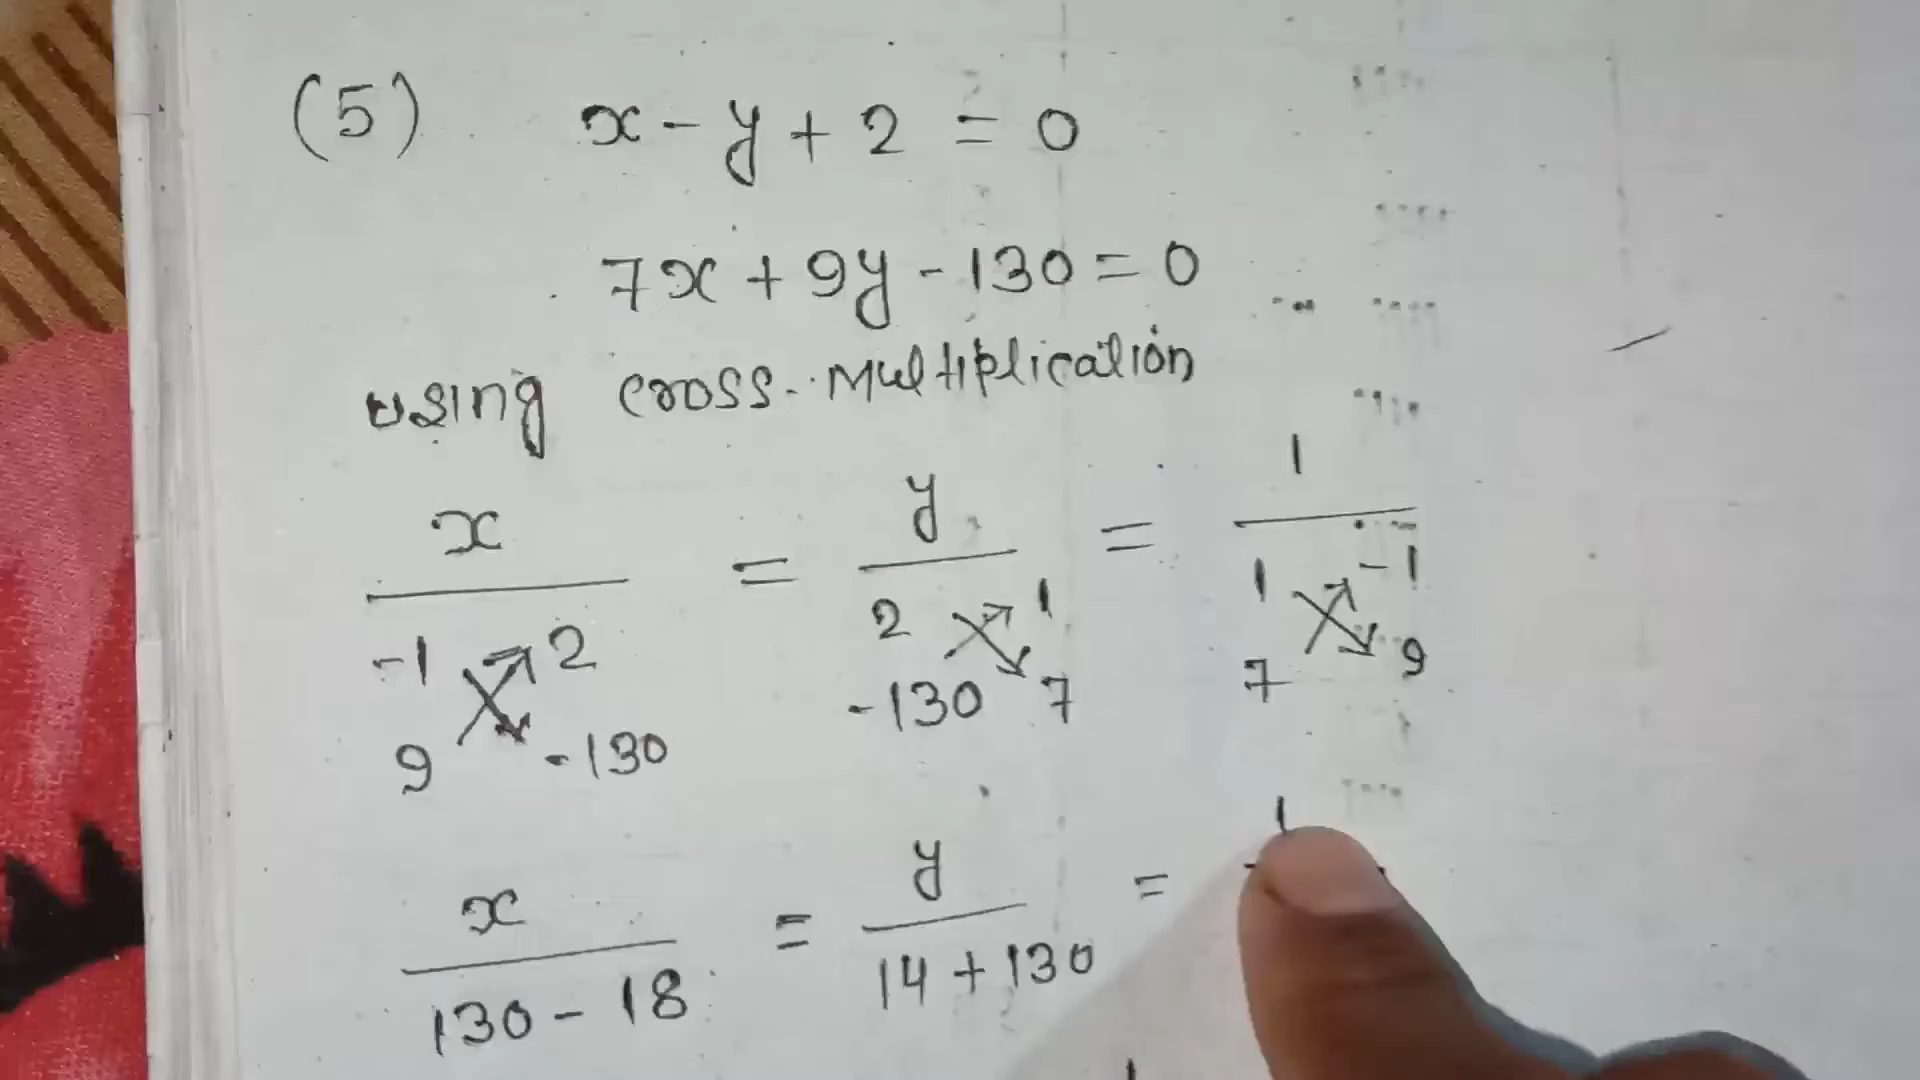 (5) x - y + 2 = 0
7x + 9y - 130 = 0
using cross-Multiplication
x = y = 1
-1 2 2 1 1 -1
9 -130 -130 7 7 9
x = y = 1
130 - 18 14 + 130